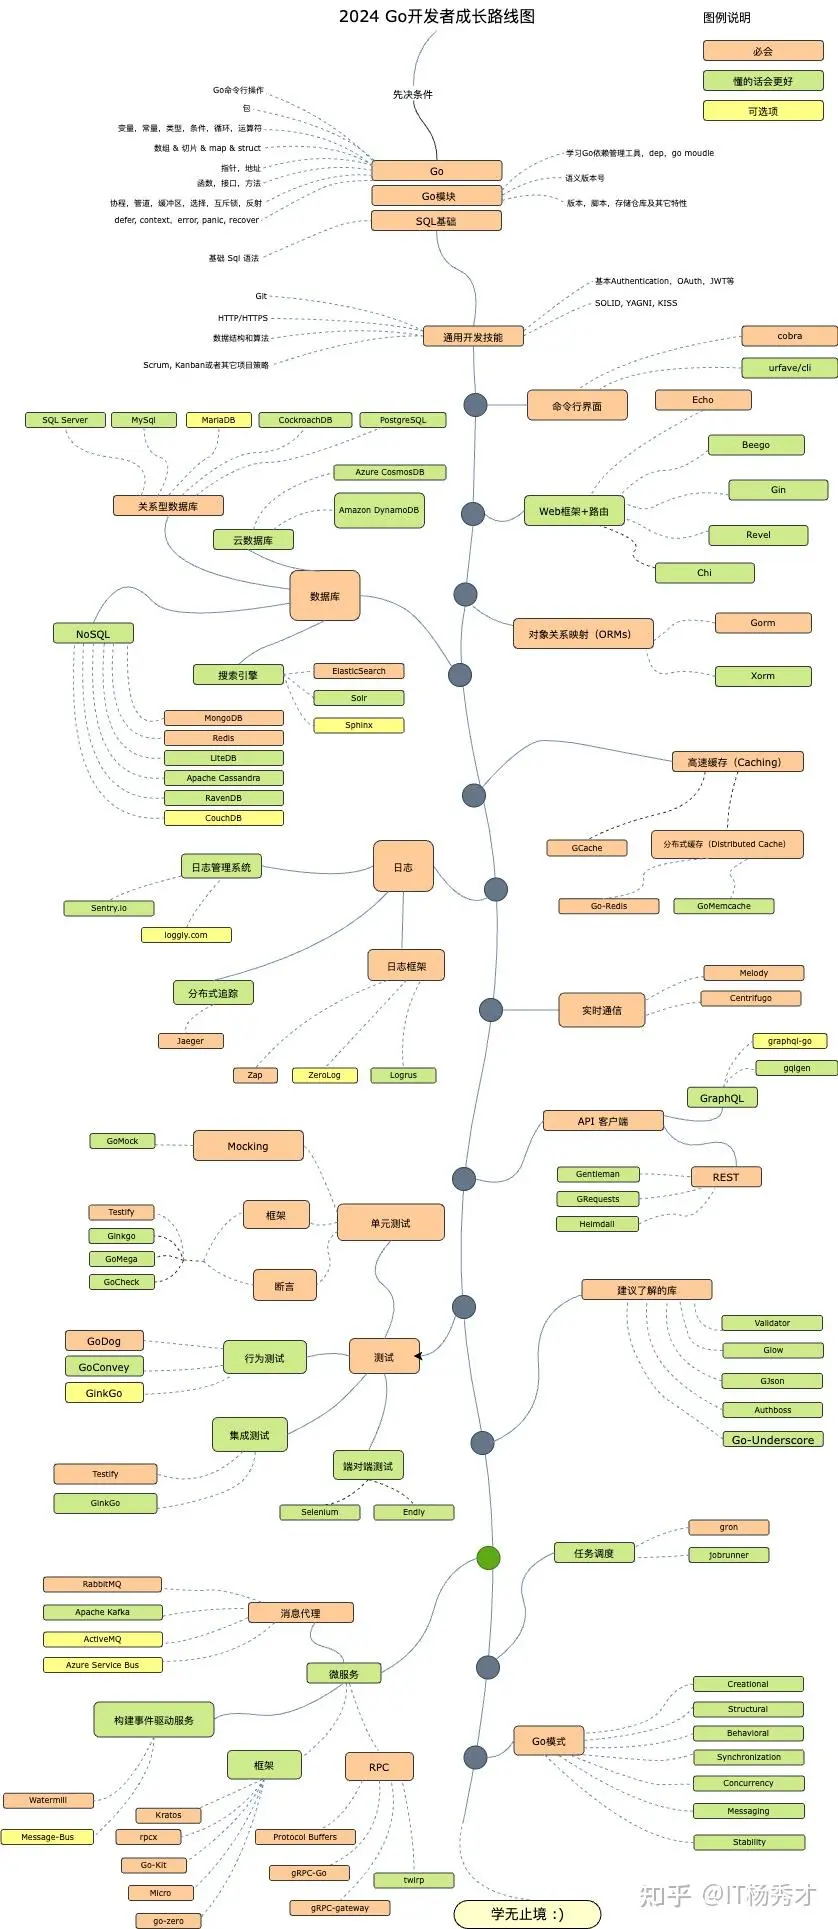 2024 Go开发者成长路线图
图例说明
必会
懂的话会更好
可选项
先决条件
Go命令行操作
包
变量，常量，类型，条件，循环，运算符
数组 & 切片 & map & struct
指针，地址
函数，接口，方法
协程，管道，缓冲区，选择，互斥锁，反射
defer, context, error, panic, recover
Go
Go模块
SQL基础
学习Go依赖管理工具，dep，go moudle
语义版本号
版本，脚本，存储仓库及其它特性
基础 Sql 语法
Git
HTTP/HTTPS
数据结构和算法
Scrum, Kanban或者其它项目策略
通用开发技能
基本Authentication，OAuth，JWT等
SOLID, YAGNI, KISS
命令行界面
cobra
urfave/cli
Web框架+路由
Echo
Beego
Gin
Revel
Chi
SQL Server
MySql
MariaDB
CockroachDB
PostgreSQL
关系型数据库
Azure CosmosDB
Amazon DynamoDB
云数据库
数据库
NoSQL
搜索引擎
ElasticSearch
Solr
Sphinx
MongoDB
Redis
LiteDB
Apache Cassandra
RavenDB
CouchDB
对象关系映射（ORMs）
Gorm
Xorm
高速缓存（Caching）
GCache
分布式缓存（Distributed Cache）
Go-Redis
GoMemcache
日志
日志管理系统
Sentry.io
loggly.com
分布式追踪
Jaeger
日志框架
Zap
ZeroLog
Logrus
实时通信
Melody
Centrifugo
API 客户端
GraphQL
graphql-go
gqlgen
REST
Gentleman
GRequests
Heimdall
GoMock
Mocking
单元测试
框架
断言
Testify
Ginkgo
GoMega
GoCheck
测试
行为测试
GoDog
GoConvey
GinkGo
集成测试
Testify
GinkGo
端对端测试
Selenium
Endly
建议了解的库
Validator
Glow
GJson
Authboss
Go-Underscore
任务调度
gron
jobrunner
消息代理
RabbitMQ
Apache Kafka
ActiveMQ
Azure Service Bus
微服务
构建事件驱动服务
Watermill
Message-Bus
框架
Kratos
rpcx
Go-Kit
Micro
go-zero
RPC
Protocol Buffers
gRPC-Go
gRPC-gateway
twirp
Go模式
Creational
Structural
Behavioral
Synchronization
Concurrency
Messaging
Stability
学无止境 :)
知乎 @IT杨秀才